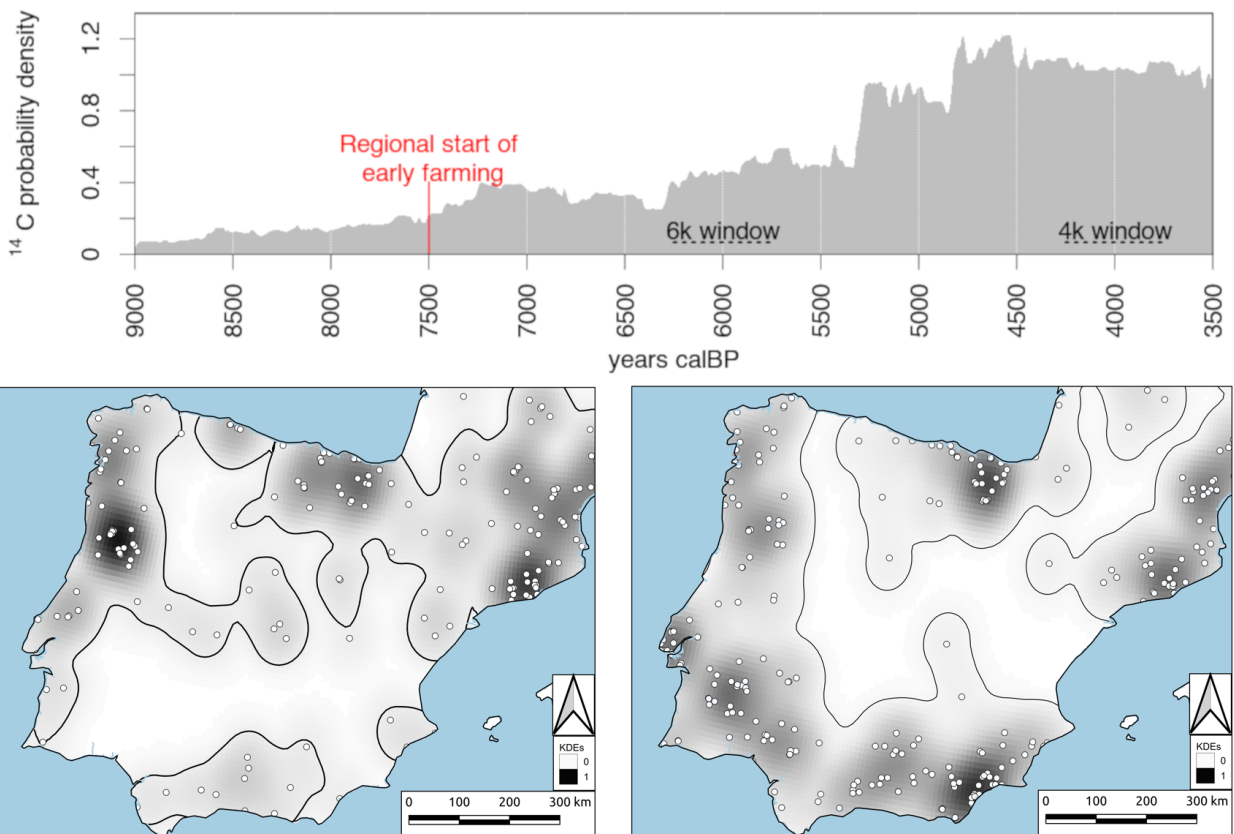 14 C probability density
1.2
0.8
0.4
0
Regional start of
early farming
6k window
4k window
9000
8500
8000
7500
7000
6500
6000
5500
5000
4500
4000
3500
years calBP
KDEs
0
1
0 100 200 300 km
KDEs
0
1
0 100 200 300 km